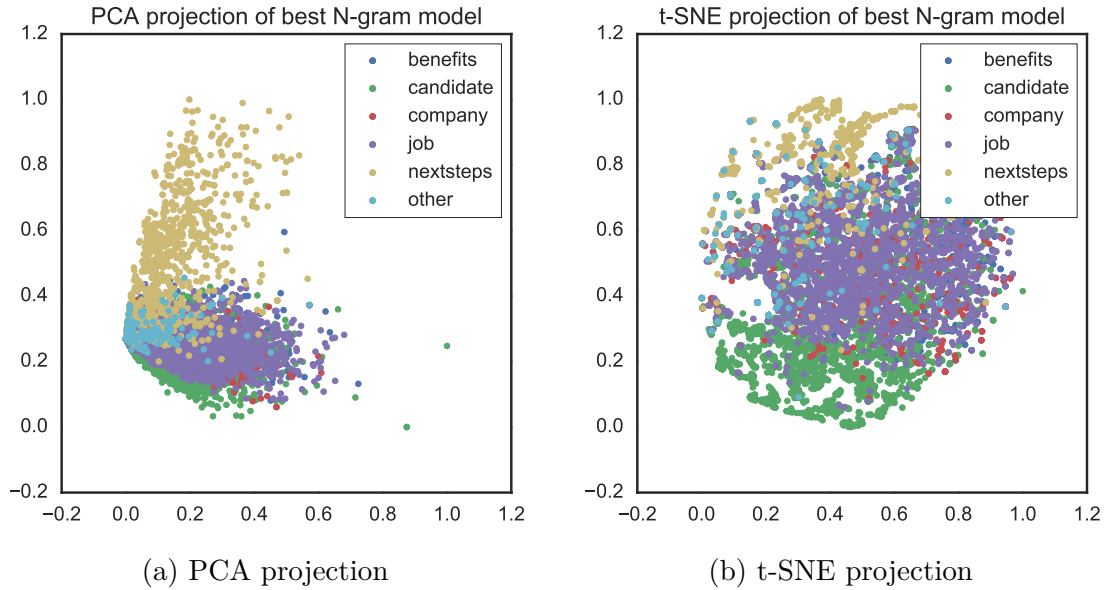 PCA projection of best N-gram model
1.2
1.0
0.8
0.6
0.4
0.2
0.0
−0.2
−0.2 0.0 0.2 0.4 0.6 0.8 1.0 1.2
benefits
candidate
company
job
nextsteps
other
(a) PCA projection
t-SNE projection of best N-gram model
1.2
1.0
0.8
0.6
0.4
0.2
0.0
−0.2
−0.2 0.0 0.2 0.4 0.6 0.8 1.0 1.2
benefits
candidate
company
job
nextsteps
other
(b) t-SNE projection